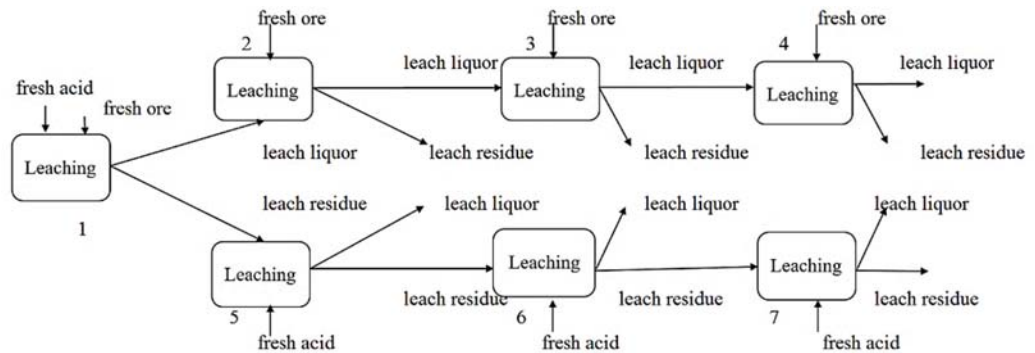 fresh ore
fresh ore
fresh ore
2
3
4
leach liquor
leach liquor
leach liquor
Leaching
Leaching
Leaching
fresh acid
fresh ore
Leaching
leach liquor
leach residue
leach residue
leach residue
1
leach residue
leach liquor
leach liquor
leach liquor
Leaching
Leaching
Leaching
leach residue
leach residue
leach residue
5
6
7
fresh acid
fresh acid
fresh acid